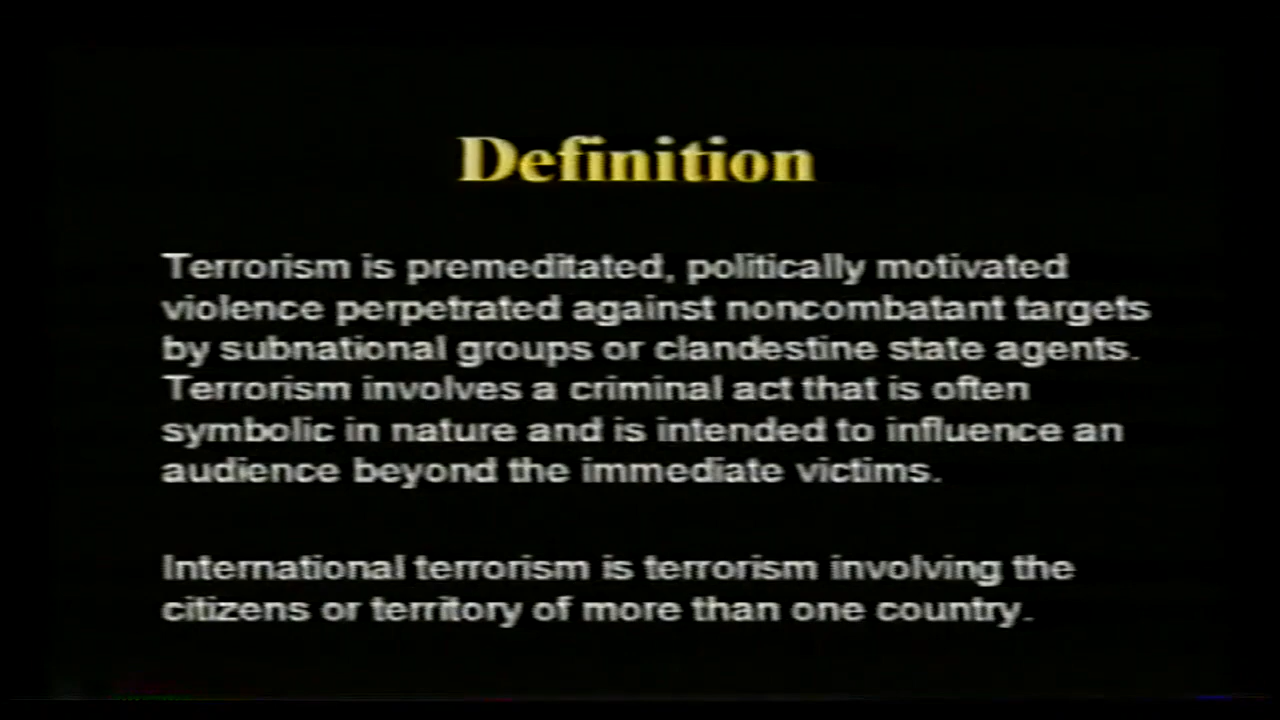 Definition
Terrorism is premeditated, politically motivated
violence perpetrated against noncombatant targets
by subnational groups or clandestine state agents.
Terrorism involves a criminal act that is often
symbolic in nature and is intended to influence an
audience beyond the immediate victims.
International terrorism is terrorism involving the
citizens or territory of more than one country.